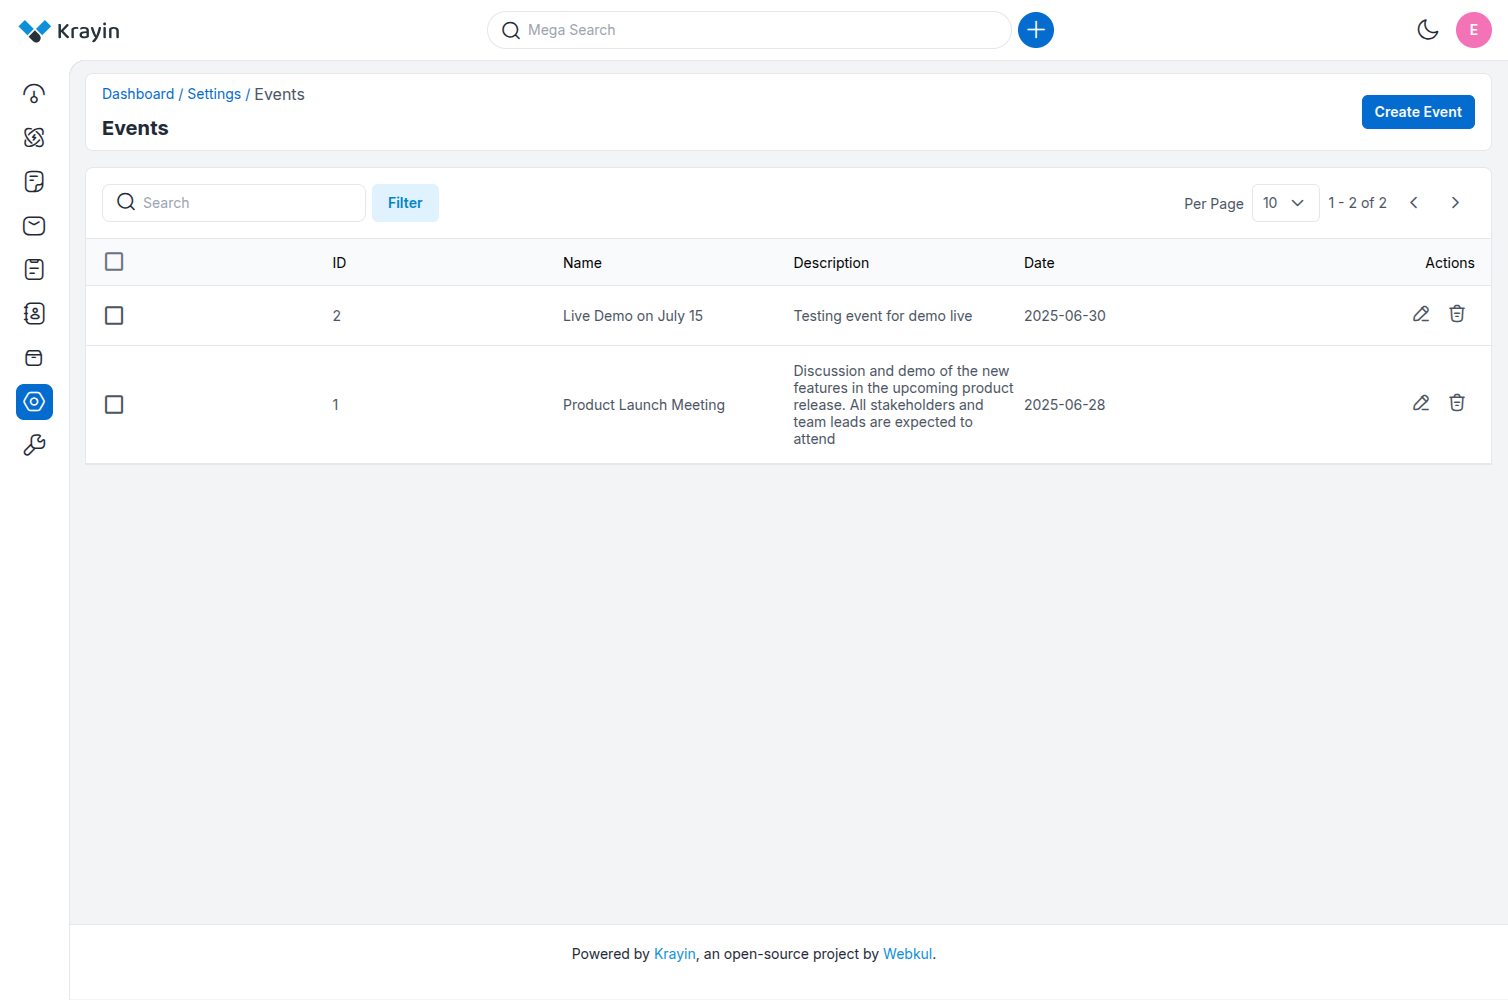 Krayin
Mega Search
E
Dashboard / Settings / Events
Events
Create Event
Search
Filter
Per Page
10
1 - 2 of 2
ID
Name
Description
Date
Actions
2
Live Demo on July 15
Testing event for demo live
2025-06-30
1
Product Launch Meeting
Discussion and demo of the new
features in the upcoming product
release. All stakeholders and
team leads are expected to
attend
2025-06-28
Powered by Krayin, an open-source project by Webkul.